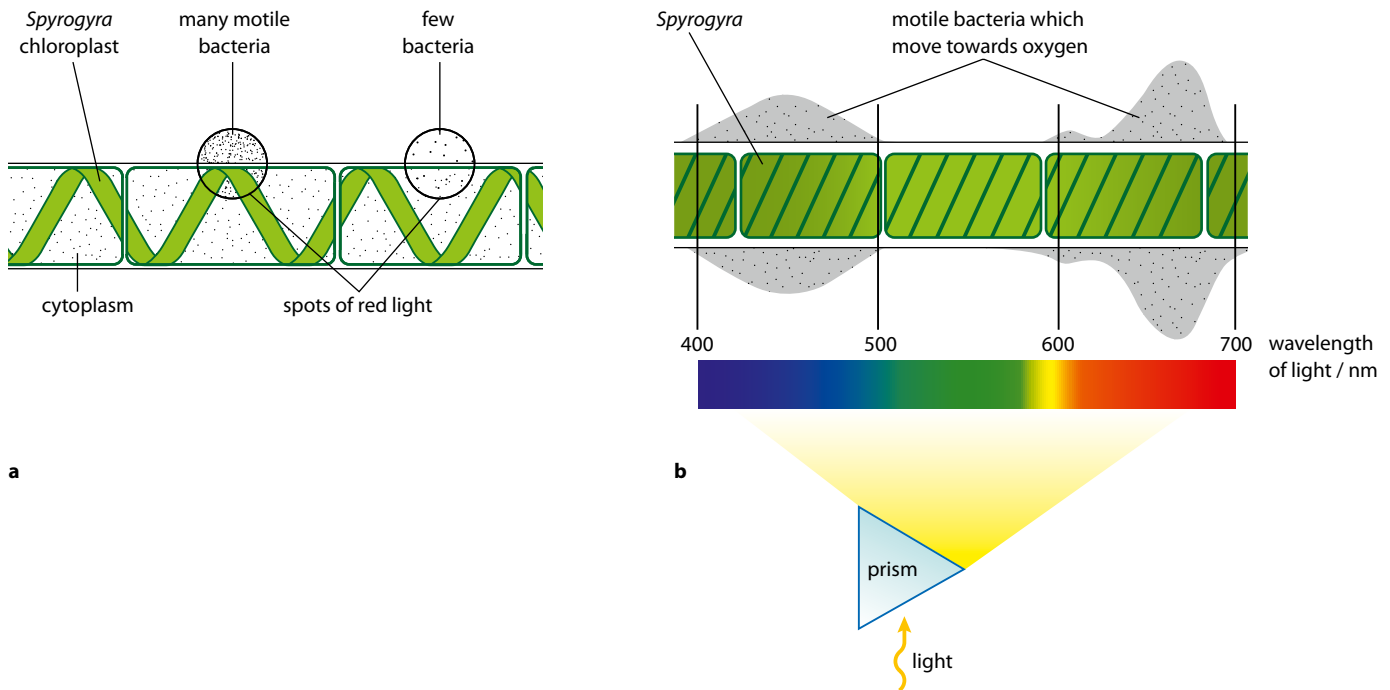 Spyrogyra
chloroplast
many motile
bacteria
few
bacteria
cytoplasm
spots of red light
a
Spyrogyra
motile bacteria which
move towards oxygen
400
500
600
700
wavelength
of light / nm
b
prism
light